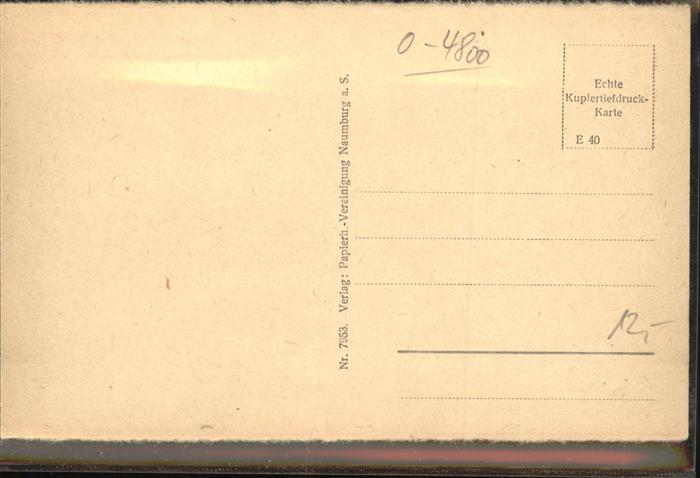 0-4800
Echte
Kupfertiefdruck-
Karte
E 40
Nr. 7953. Verlag: Papierh.-Vereinigung Naumburg a. S.
12,-